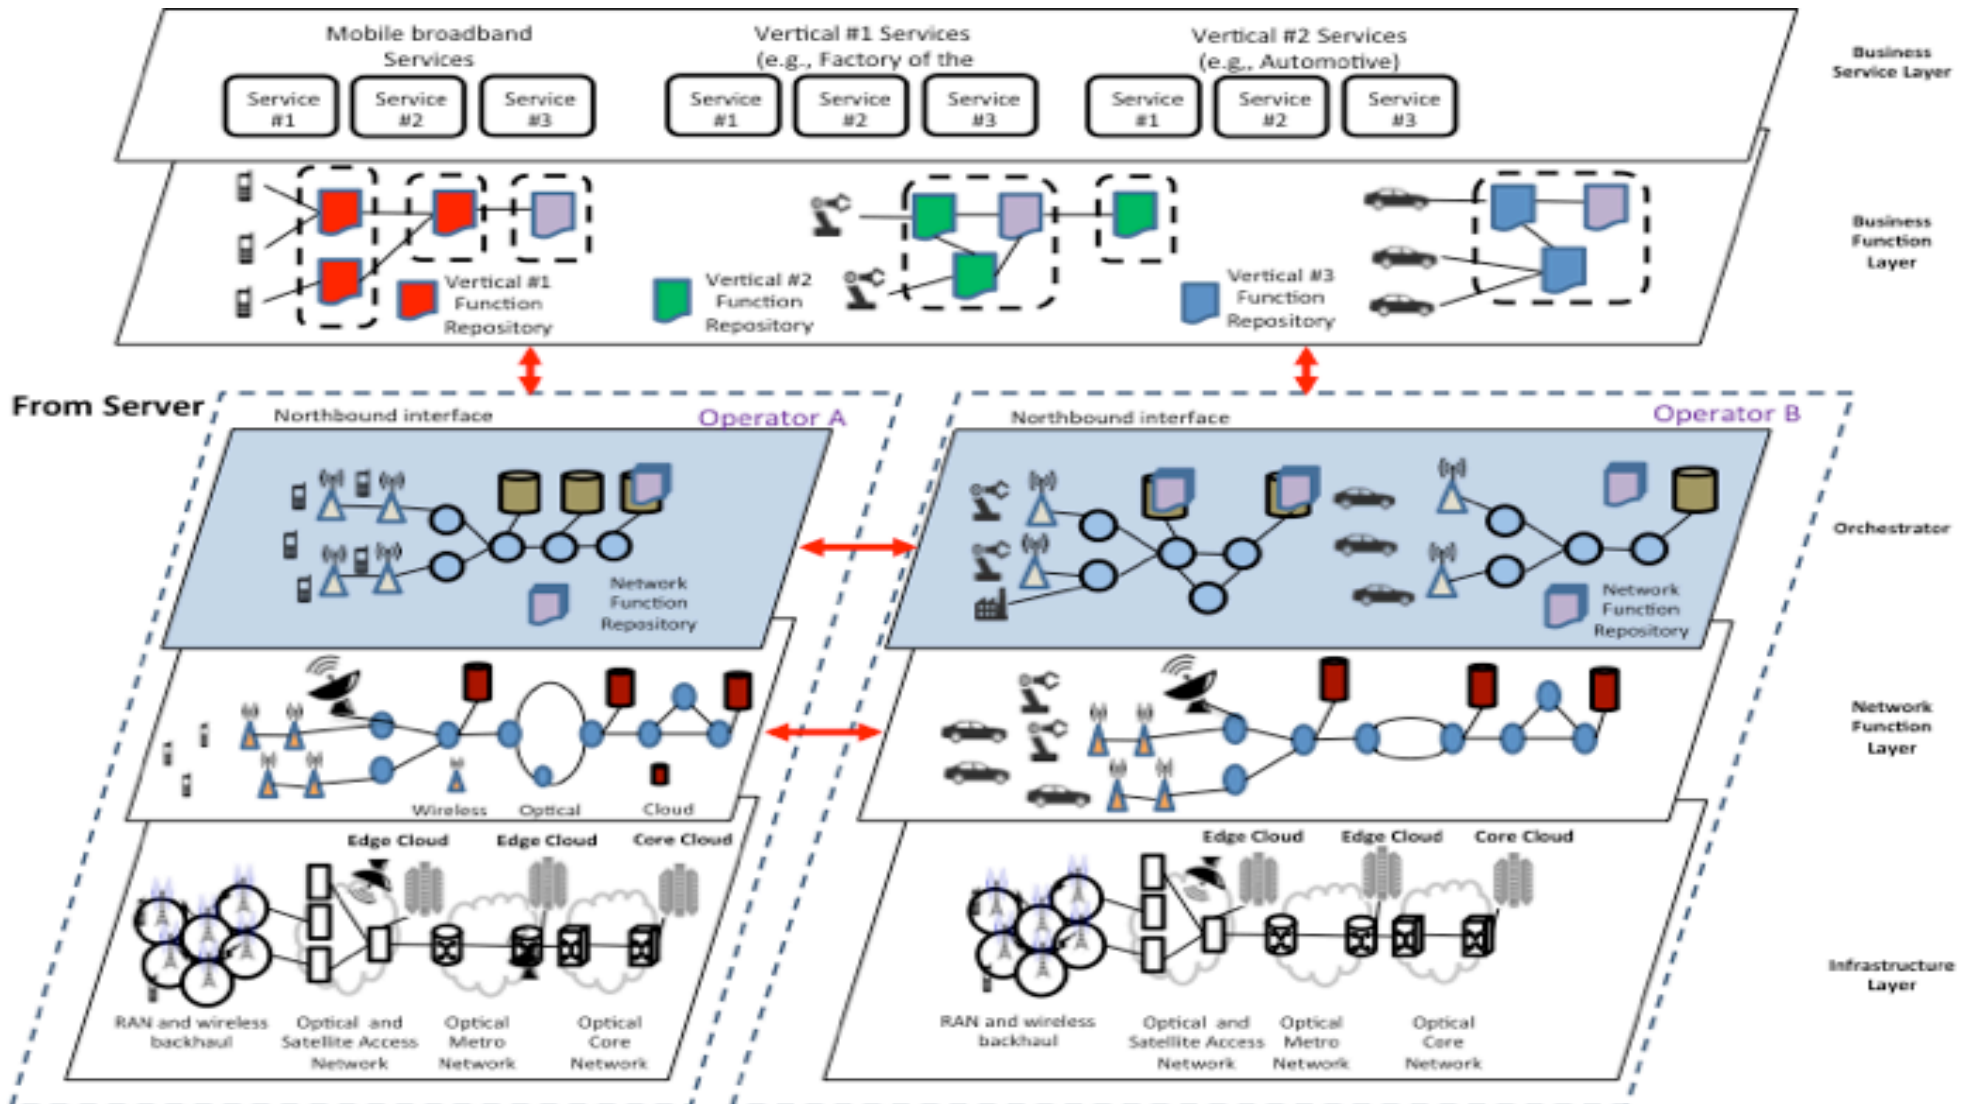 Mobile broadband
Services
Vertical #1 Services
(e.g., Factory of the
Vertical #2 Services
(e.g., Automotive)
Business
Service Layer
Service
#1
Service
#2
Service
#3
Service
#1
Service
#2
Service
#3
Service
#1
Service
#2
Service
#3
Vertical #1
Function
Repository
Vertical #2
Function
Repository
Vertical #3
Function
Repository
Business
Function
Layer
From Server
Northbound interface
Operator A
Northbound interface
Operator B
Network
Function
Repository
Network
Function
Repository
Orchestrator
Wireless
Optical
Cloud
Network
Function
Layer
Edge Cloud
Edge Cloud
Core Cloud
Edge Cloud
Edge Cloud
Core Cloud
RAN and wireless
backhaul
Optical and
Satellite Access
Network
Optical
Metro
Network
Optical
Core
Network
RAN and wireless
backhaul
Optical and
Satellite Access
Network
Optical
Metro
Network
Optical
Core
Network
Infrastructure
Layer